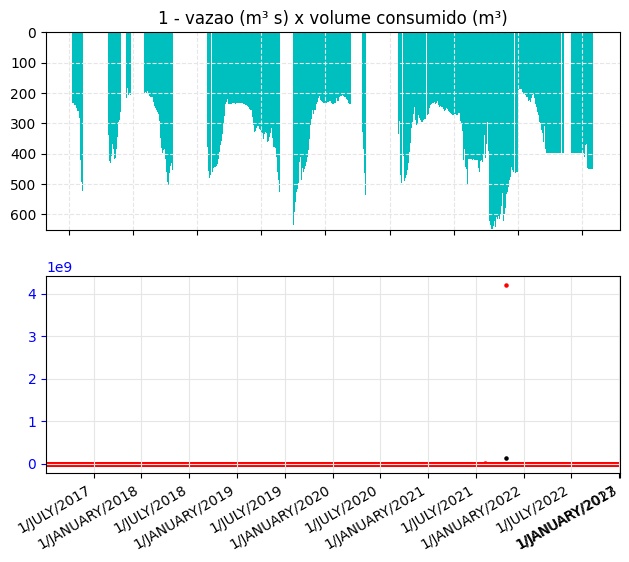 1 - vazao (m³ s) x volume consumido (m³)
0
100
200
300
400
500
600
1e9
4
3
2
1
0
1/JULY/2017
1/JANUARY/2018
1/JULY/2018
1/JANUARY/2019
1/JULY/2019
1/JANUARY/2020
1/JULY/2020
1/JANUARY/2021
1/JULY/2021
1/JANUARY/2022
1/JULY/2022
1/JANUARY/2023